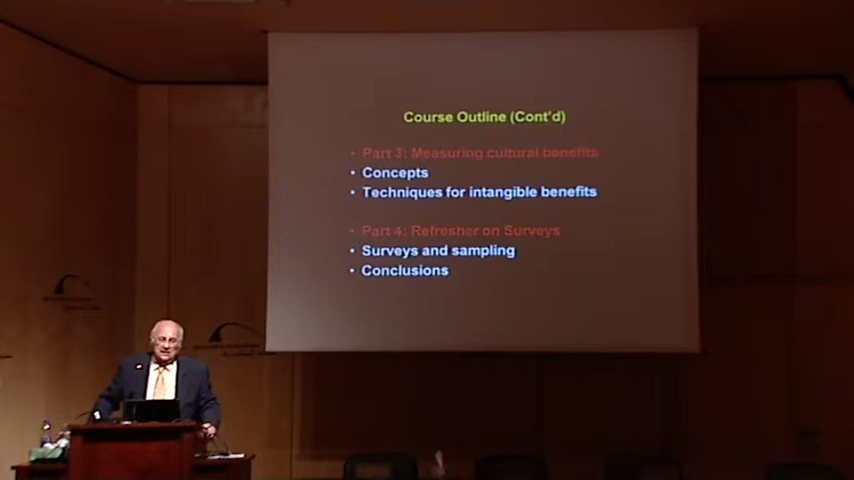 Course Outline (Cont'd)
• Part 3: Measuring cultural benefits
• Concepts
• Techniques for intangible benefits
• Part 4: Refresher on Surveys
• Surveys and sampling
• Conclusions